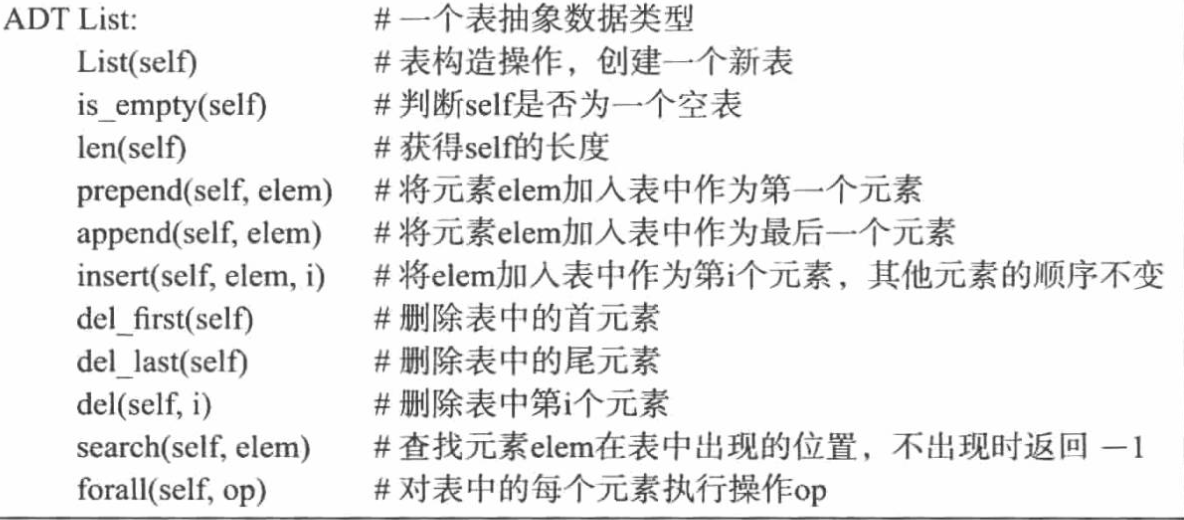 ADT List: # 一个表抽象数据类型
List(self) # 表构造操作，创建一个新表
is_empty(self) # 判断self是否为一个空表
len(self) # 获得self的长度
prepend(self, elem) # 将元素elem加入表中作为第一个元素
append(self, elem) # 将元素elem加入表中作为最后一个元素
insert(self, elem, i) # 将elem加入表中作为第i个元素，其他元素的顺序不变
del_first(self) # 删除表中的首元素
del_last(self) # 删除表中的尾元素
del(self, i) # 删除表中第i个元素
search(self, elem) # 查找元素elem在表中出现的位置，不出现时返回 −1
forall(self, op) # 对表中的每个元素执行操作op